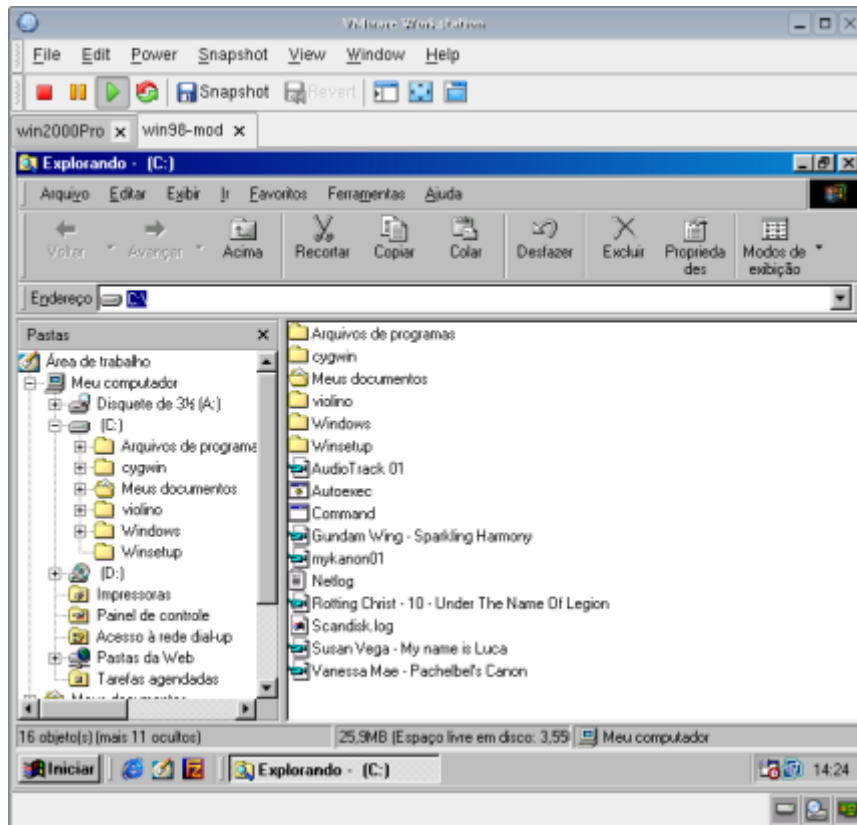 VMware Workstation
File Edit Power Snapshot View Window Help
Snapshot Revert
win2000Pro win98-mod
Explorando - (C:)
Arquivo Editar Exibir Ir Favoritos Ferramentas Ajuda
Voltar Avançar Acima Recortar Copiar Colar Desfazer Excluir Proprieda
des Modos de
exibição
Endereço C:\
Pastas
Área de trabalho
Meu computador
Disquete de 3½ (A:)
(C:)
Arquivos de programa
cygwin
Meus documentos
violino
Windows
Winsetup
(D:)
Impressoras
Painel de controle
Acesso à rede dial-up
Pastas da Web
Tarefas agendadas
Meus documentos
Arquivos de programas
cygwin
Meus documentos
violino
Windows
Winsetup
AudioTrack 01
Autoexec
Command
Gundam Wing - Sparkling Harmony
mykanon01
Netlog
Rotting Christ - 10 - Under The Name Of Legion
Scandisk.log
Susan Vega - My name is Luca
Vanessa Mae - Pachelbel's Canon
16 objeto(s) (mais 11 ocultos) 25,9MB (Espaço livre em disco: 3,55 Meu computador
Iniciar Explorando - (C:) 14:24